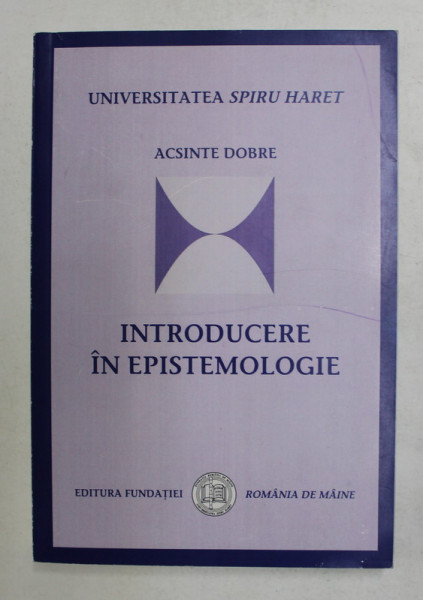 UNIVERSITATEA SPIRU HARET
ACSINTE DOBRE
INTRODUCERE
ÎN EPISTEMOLOGIE
EDITURA FUNDAȚIEI ROMÂNIA DE MÂINE